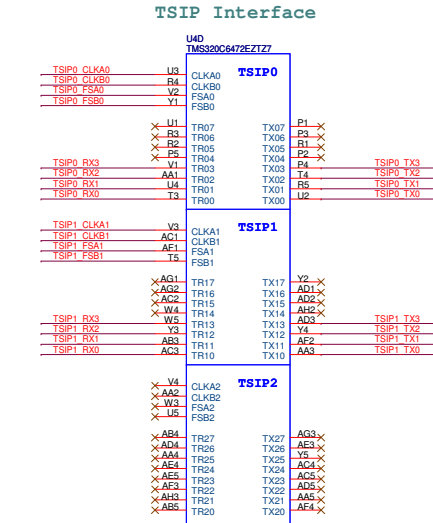 TSIP Interface
U4D
TMS320C6472EZTZ7
TSIP0
TSIP0_CLKA0 U3 CLKA0
TSIP0_CLKB0 R4 CLKB0
TSIP0_FSA0 V2 FSA0
TSIP0_FSB0 Y1 FSB0
U1 TR07 TX07 P1
R3 TR06 TX06 P3
R2 TR05 TX05 R1
P5 TR04 TX04 P2
TSIP0_RX3 V1 TR03 TX03 P4 TSIP0_TX3
TSIP0_RX2 AA1 TR02 TX02 T4 TSIP0_TX2
TSIP0_RX1 U4 TR01 TX01 R5 TSIP0_TX1
TSIP0_RX0 T3 TR00 TX00 U2 TSIP0_TX0
TSIP1
TSIP1_CLKA1 V3 CLKA1
TSIP1_CLKB1 AC1 CLKB1
TSIP1_FSA1 AF1 FSA1
TSIP1_FSB1 T5 FSB1
AG1 TR17 TX17 Y2
AG2 TR16 TX16 AD1
AC2 TR15 TX15 AD2
W4 TR14 TX14 AH2
TSIP1_RX3 W5 TR13 TX13 AD3 TSIP1_TX3
TSIP1_RX2 Y3 TR12 TX12 Y4 TSIP1_TX2
TSIP1_RX1 AB3 TR11 TX11 AF2 TSIP1_TX1
TSIP1_RX0 AC3 TR10 TX10 AA3 TSIP1_TX0
TSIP2
V4 CLKA2
AA2 CLKB2
W3 FSA2
U5 FSB2
AB4 TR27 TX27 AG3
AD4 TR26 TX26 AE3
AA4 TR25 TX25 Y5
AE4 TR24 TX24 AC4
AE5 TR23 TX23 AC5
AF3 TR22 TX22 AD5
AH3 TR21 TX21 AA5
AB5 TR20 TX20 AF4